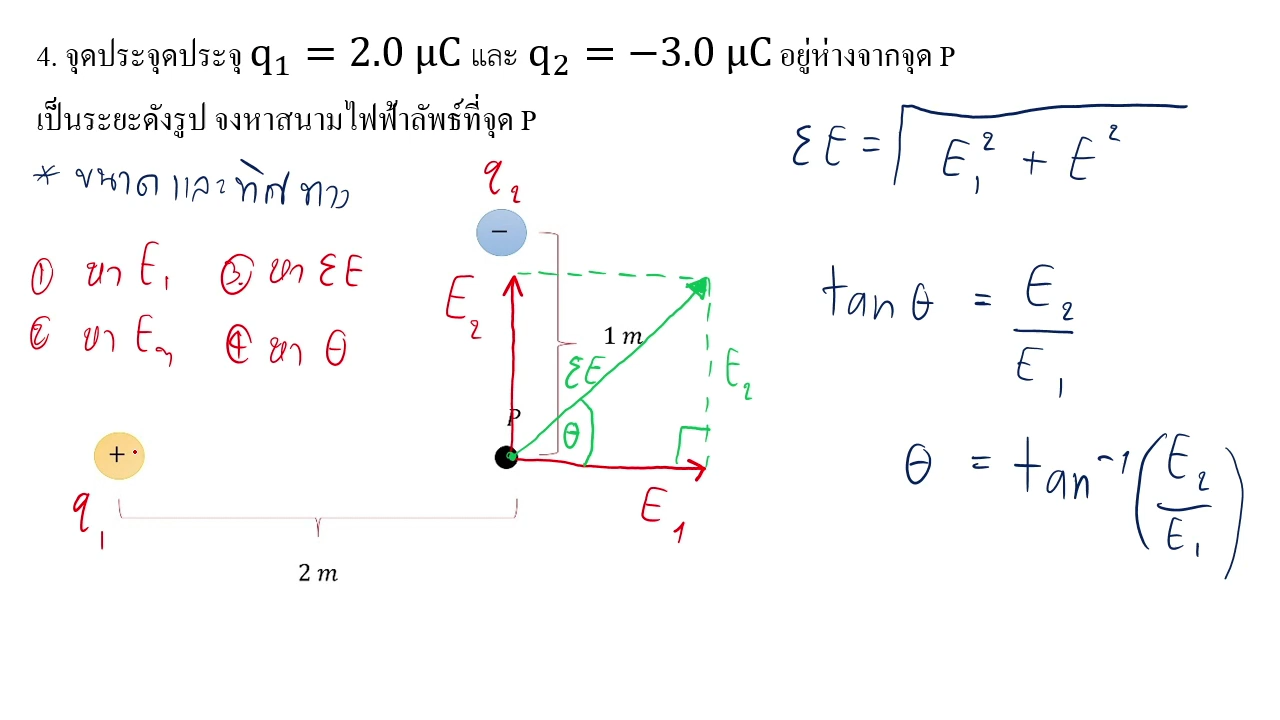 4. จุดประจุดประจุ q₁ = 2.0 μC และ q₂ = −3.0 μC อยู่ห่างจากจุด P
เป็นระยะดังรูป จงหาสนามไฟฟ้าลัพธ์ที่จุด P
* ขนาดและทิศทาง
① หา E₁ ③ หา ΣE
② หา E₂ ④ หา θ
ΣE = √(E₁² + E²)
tan θ = E₂/E₁
θ = tan⁻¹(E₂/E₁)
q₂
−
E₂
1 m
ΣE
E₂
P
θ
+
q₁
E₁
2 m